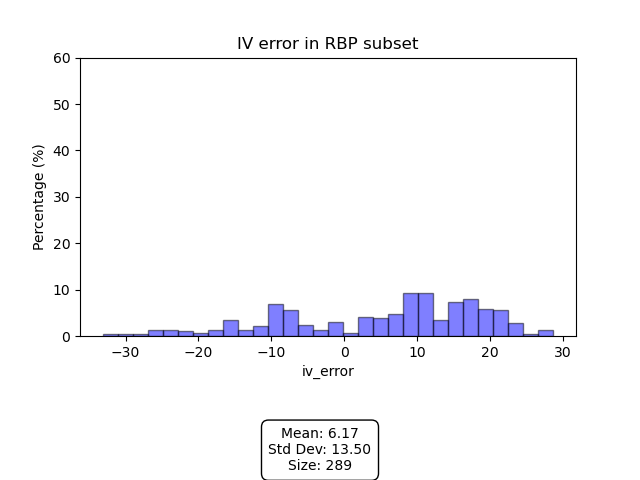 IV error in RBP subset
60
50
40
30
20
10
0
Percentage (%)
−30
−20
−10
0
10
20
30
iv_error
Mean: 6.17
Std Dev: 13.50
Size: 289